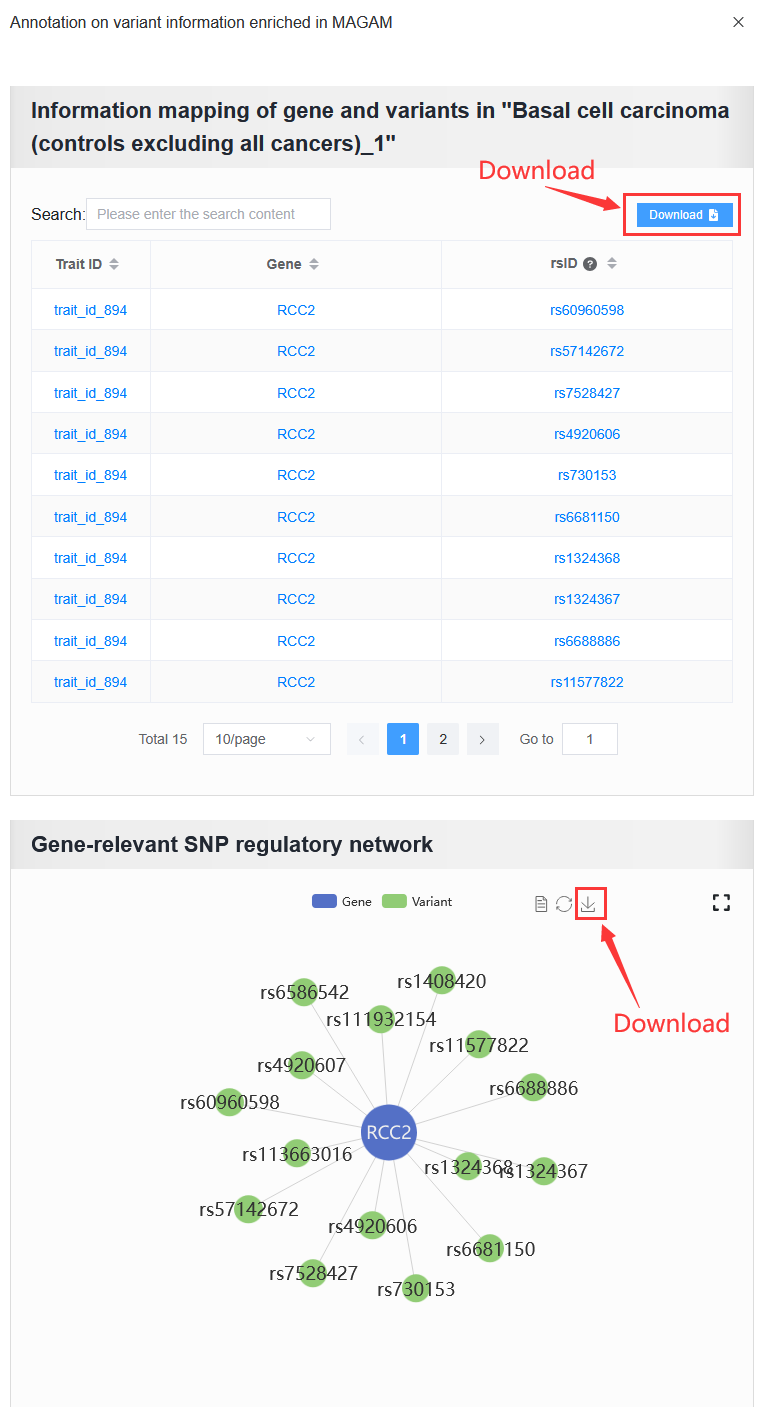 Annotation on variant information enriched in MAGAM
Information mapping of gene and variants in "Basal cell carcinoma
(controls excluding all cancers)_1"
Download
Search: Please enter the search content Download
Trait ID Gene rsID ?
trait_id_894 RCC2 rs60960598
trait_id_894 RCC2 rs57142672
trait_id_894 RCC2 rs7528427
trait_id_894 RCC2 rs4920606
trait_id_894 RCC2 rs730153
trait_id_894 RCC2 rs6681150
trait_id_894 RCC2 rs1324368
trait_id_894 RCC2 rs1324367
trait_id_894 RCC2 rs6688886
trait_id_894 RCC2 rs11577822
Total 15 10/page 1 2 Go to 1
Gene-relevant SNP regulatory network
Gene Variant
Download
rs1408420
rs6586542
rs111932154
rs11577822
rs4920607
rs6688886
rs60960598
RCC2
rs113663016
rs1324368
rs1324367
rs57142672
rs4920606
rs6681150
rs7528427
rs730153